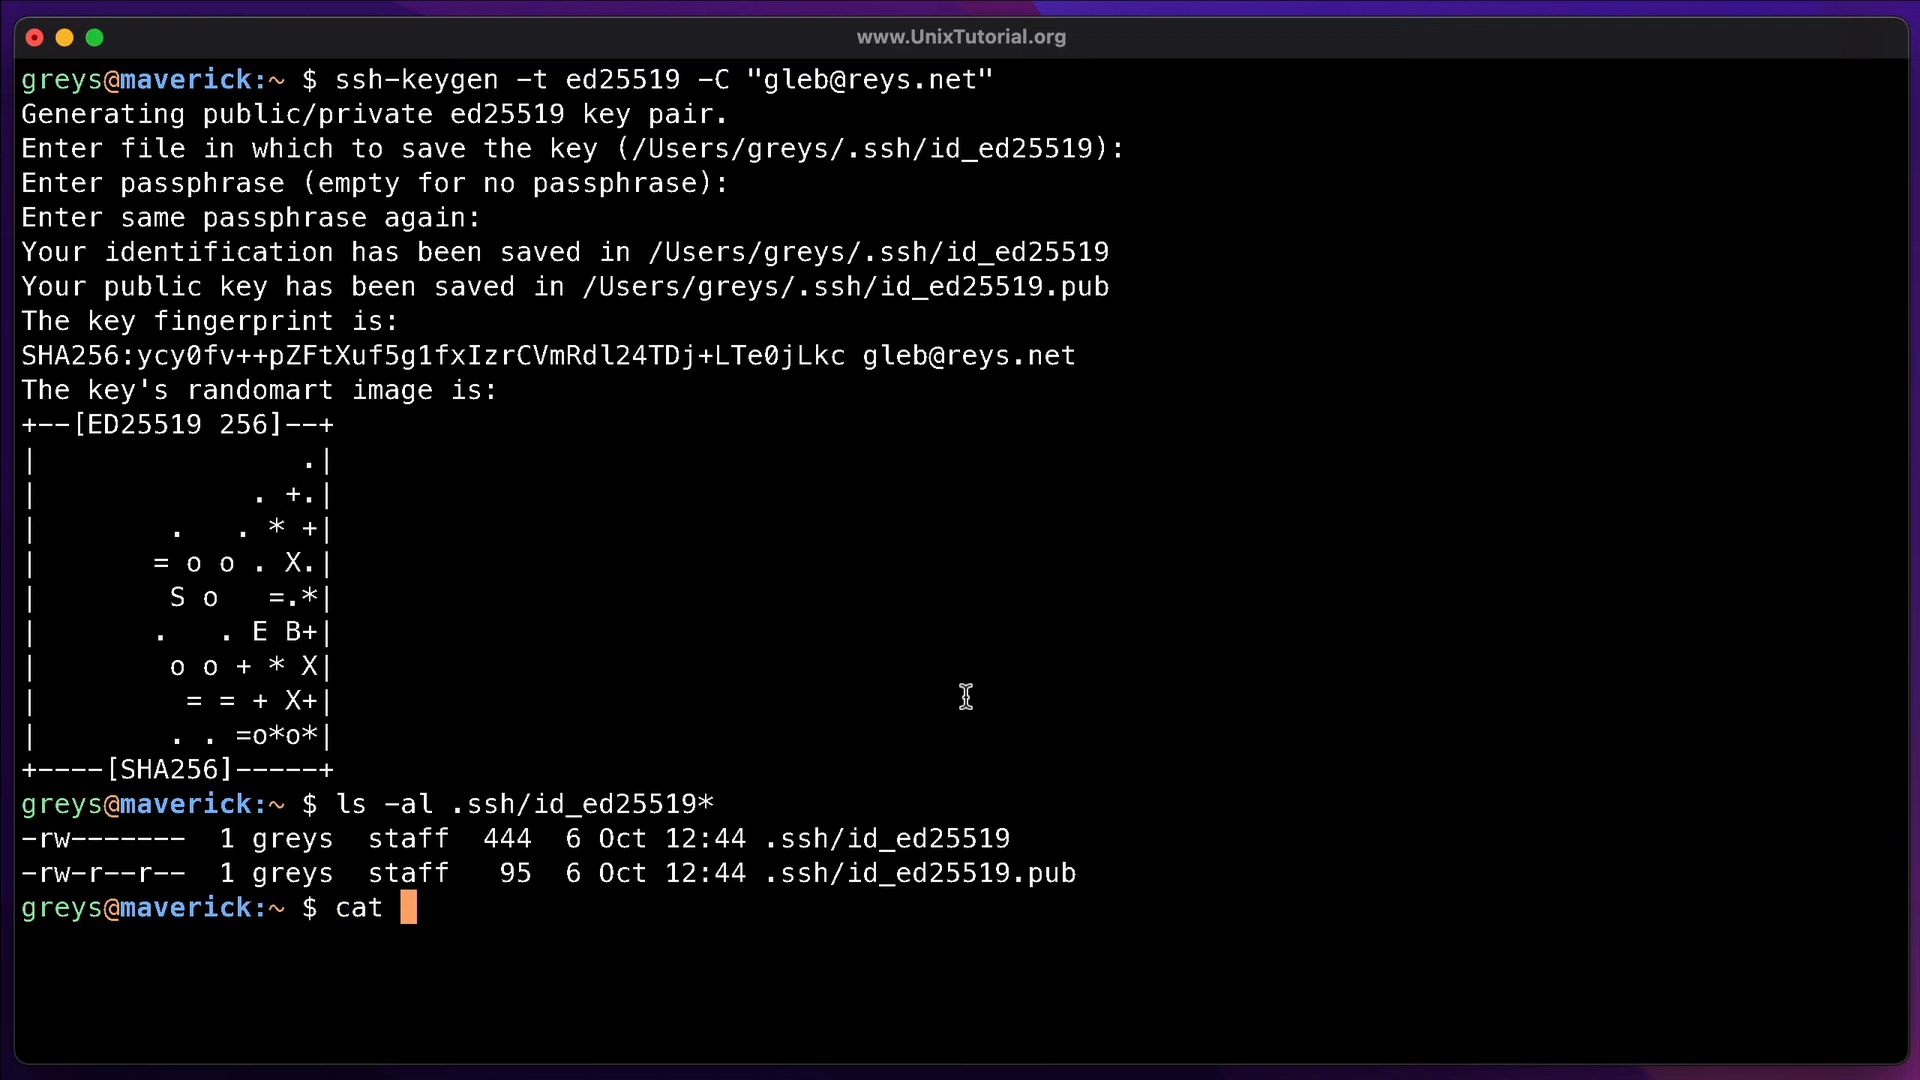 www.UnixTutorial.org
greys@maverick:~ $ ssh-keygen -t ed25519 -C "gleb@reys.net"
Generating public/private ed25519 key pair.
Enter file in which to save the key (/Users/greys/.ssh/id_ed25519):
Enter passphrase (empty for no passphrase):
Enter same passphrase again:
Your identification has been saved in /Users/greys/.ssh/id_ed25519
Your public key has been saved in /Users/greys/.ssh/id_ed25519.pub
The key fingerprint is:
SHA256:ycy0fv++pZFtXuf5g1fxIzrCVmRdl24TDj+LTe0jLkc gleb@reys.net
The key's randomart image is:
+--[ED25519 256]--+
|                .|
|             . +.|
|        .   . * +|
|       = o o . X.|
|        S o   =.*|
|       .   . E B+|
|        o o + * X|
|         = = + X+|
|        . . =o*o*|
+----[SHA256]-----+
greys@maverick:~ $ ls -al .ssh/id_ed25519*
-rw-------  1 greys  staff  444  6 Oct 12:44 .ssh/id_ed25519
-rw-r--r--  1 greys  staff   95  6 Oct 12:44 .ssh/id_ed25519.pub
greys@maverick:~ $ cat